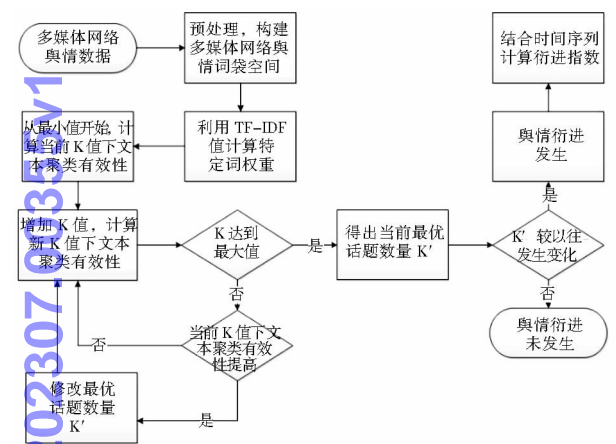 多媒体网络
舆情数据
预处理，构建
多媒体网络舆
情词袋空间
利用 TF-IDF
值计算特
定词权重
从最小值开始，计
算当前 K 值下文
本聚类有效性
增加 K 值，计算
新 K 值下文本
聚类有效性
K 达到
最大值
是
否
当前 K 值下文
本聚类有效
性提高
否
是
修改最优
话题数量
K′
得出当前最优
话题数量 K′
K′ 较以往
发生变化
是
否
舆情衍进
发生
结合时间序列
计算衍进指数
舆情衍进
未发生
202307.00355v1